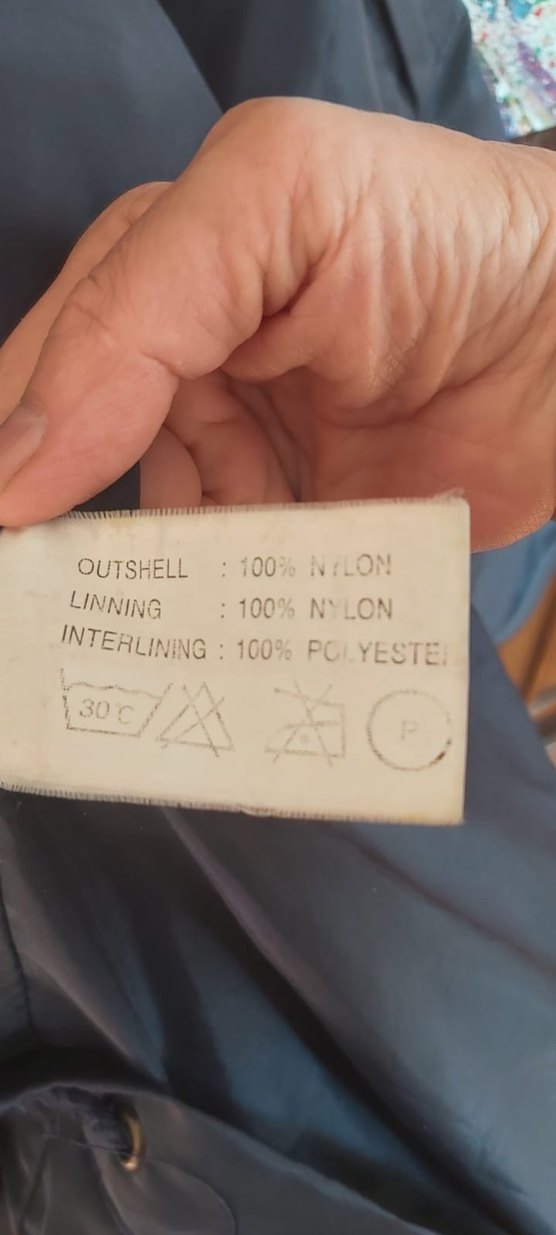 OUTSHELL : 100% NYLON
LINNING : 100% NYLON
INTERLINING : 100% POLYESTER
30°C P